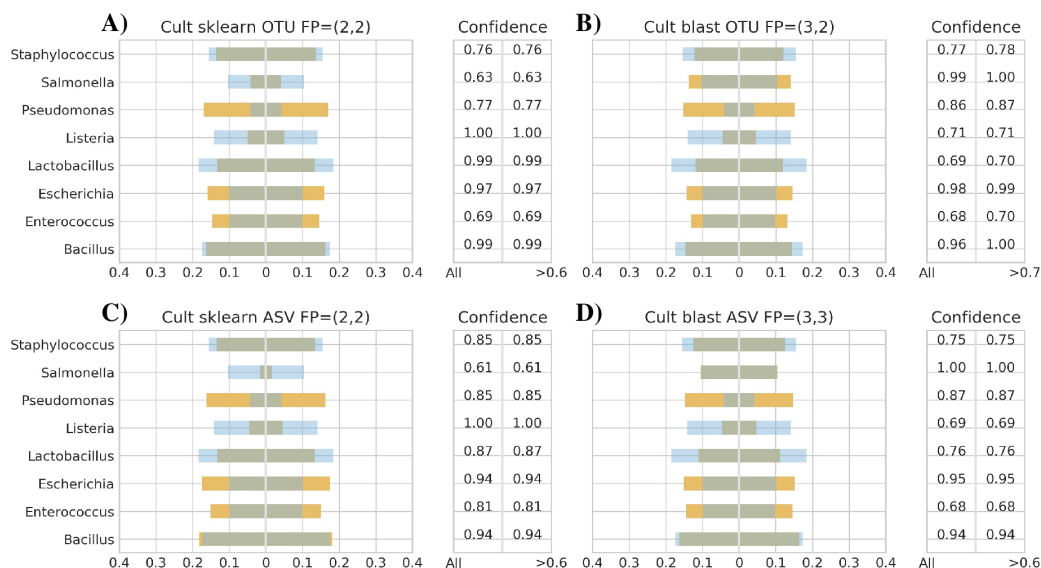 A) Cult sklearn OTU FP=(2,2) Confidence
Staphylococcus 0.76 0.76
Salmonella 0.63 0.63
Pseudomonas 0.77 0.77
Listeria 1.00 1.00
Lactobacillus 0.99 0.99
Escherichia 0.97 0.97
Enterococcus 0.69 0.69
Bacillus 0.99 0.99
0.4 0.3 0.2 0.1 0 0.1 0.2 0.3 0.4 All >0.6
B) Cult blast OTU FP=(3,2) Confidence
0.77 0.78
0.99 1.00
0.86 0.87
0.71 0.71
0.69 0.70
0.98 0.99
0.68 0.70
0.96 1.00
0.4 0.3 0.2 0.1 0 0.1 0.2 0.3 0.4 All >0.7
C) Cult sklearn ASV FP=(2,2) Confidence
Staphylococcus 0.85 0.85
Salmonella 0.61 0.61
Pseudomonas 0.85 0.85
Listeria 1.00 1.00
Lactobacillus 0.87 0.87
Escherichia 0.94 0.94
Enterococcus 0.81 0.81
Bacillus 0.94 0.94
0.4 0.3 0.2 0.1 0 0.1 0.2 0.3 0.4 All >0.6
D) Cult blast ASV FP=(3,3) Confidence
0.75 0.75
1.00 1.00
0.87 0.87
0.69 0.69
0.76 0.76
0.95 0.95
0.68 0.68
0.94 0.94
0.4 0.3 0.2 0.1 0 0.1 0.2 0.3 0.4 All >0.6